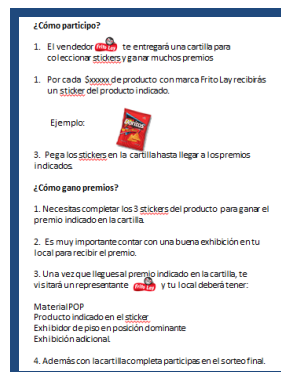 ¿Cómo participo?
1. El vendedor Frito Lay te entregará una cartilla para
coleccionar stickers y ganar muchos premios
1. Por cada $xxxxx de producto con marca Frito Lay recibirás
un sticker del producto indicado.
Ejemplo:
Doritos
3. Pega los stickers en la cartilla hasta llegar a los premios
indicados.
¿Cómo gano premios?
1. Necesitas completar los 3 stickers del producto para ganar el
premio indicado en la cartilla.
2. Es muy importante contar con una buena exhibición en tu
local para recibir el premio.
3. Una vez que llegues al premio indicado en la cartilla, te
visitará un representante Frito Lay y tu local deberá tener:
Material POP
Producto indicado en el sticker
Exhibidor de piso en posición dominante
Exhibición adicional.
4. Además con la cartilla completa participas en el sorteo final.